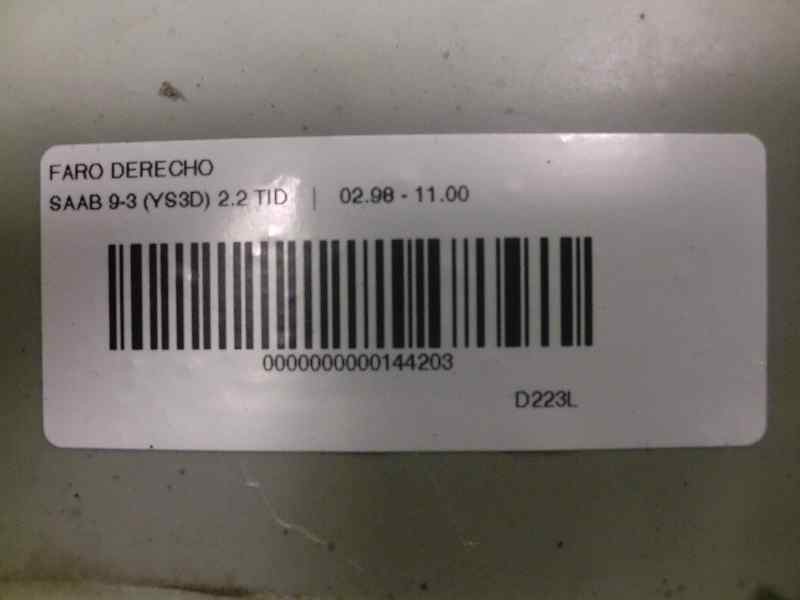 FARO DERECHO
SAAB 9-3 (YS3D) 2.2 TID | 02.98 - 11.00
0000000000144203
D223L